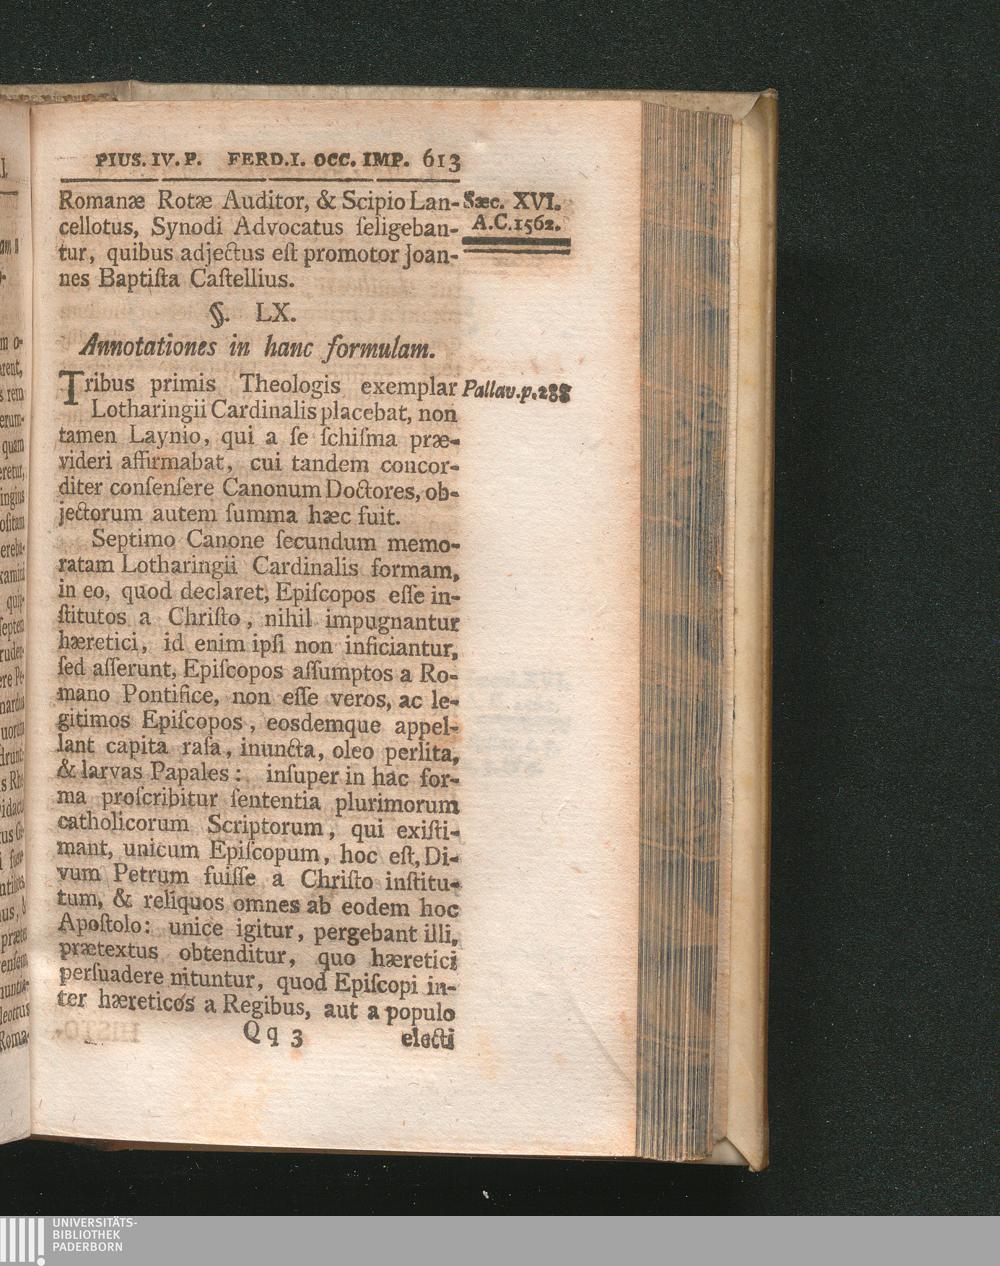 PIUS. IV. P. FERD. I. OCC. IMP. 613
Romanæ Rotæ Auditor, & Scipio Lan-
cellotus, Synodi Advocatus ſeligeban-
tur, quibus adjectus eſt promotor Joan-
nes Baptiſta Caſtellius.
Sæc. XVI.
A.C.1562.
§. LX.
Annotationes in hanc formulam.
Tribus primis Theologis exemplar
Lotharingii Cardinalis placebat, non
tamen Laynio, qui a ſe ſchiſma præ-
videri affirmabat, cui tandem concor-
diter conſenſere Canonum Doctores, ob-
jectorum autem ſumma hæc fuit.
Pallav.p.288
Septimo Canone ſecundum memo-
ratam Lotharingii Cardinalis formam,
in eo, quod declaret, Epiſcopos eſſe in-
ſtitutos a Chriſto, nihil impugnantur
hæretici, id enim ipſi non inficiantur,
ſed aſſerunt, Epiſcopos aſſumptos a Ro-
mano Pontifice, non eſſe veros, ac le-
gitimos Epiſcopos, eosdemque appel-
lant capita raſa, inuncta, oleo perlita,
& larvas Papales: inſuper in hac for-
ma proſcribitur ſententia plurimorum
catholicorum Scriptorum, qui exiſti-
mant, unicum Epiſcopum, hoc eſt, Di-
vum Petrum fuiſſe a Chriſto inſtitu-
tum, & reliquos omnes ab eodem hoc
Apoſtolo: unice igitur, pergebant illi,
prætextus obtenditur, quo hæretici
perſuadere nituntur, quod Epiſcopi in-
ter hæreticos a Regibus, aut a populo
Qq 3 electi
UNIVERSITÄTS-
BIBLIOTHEK
PADERBORN